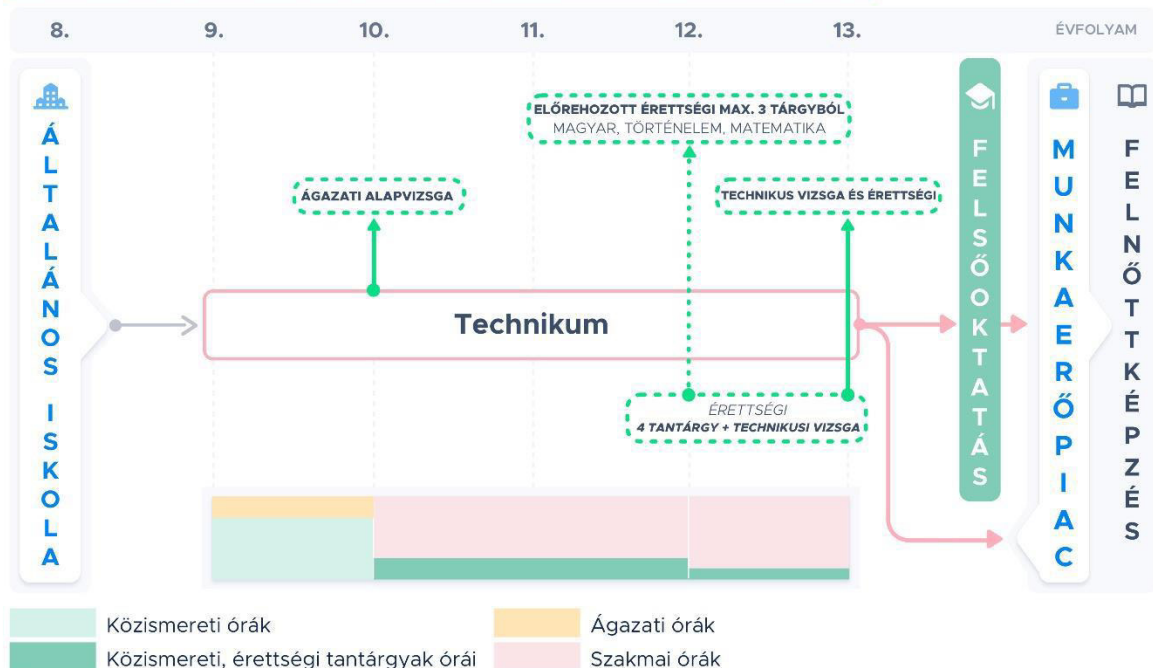 8. 9. 10. 11. 12. 13. ÉVFOLYAM
ÁLTALÁNOS ISKOLA
ELŐREHOZOTT ÉRETTSÉGI MAX. 3 TÁRGYBÓL
MAGYAR, TÖRTÉNELEM, MATEMATIKA
ÁGAZATI ALAPVIZSGA
TECHNIKUS VIZSGA ÉS ÉRETTSÉGI
Technikum
ÉRETTSÉGI
4 TANTÁRGY + TECHNIKUSI VIZSGA
FELSŐOKTATÁS
MUNKAERŐPIAC
FELNŐTTKÉPZÉS
Közismereti órák
Ágazati órák
Közismereti, érettségi tantárgyak órái
Szakmai órák